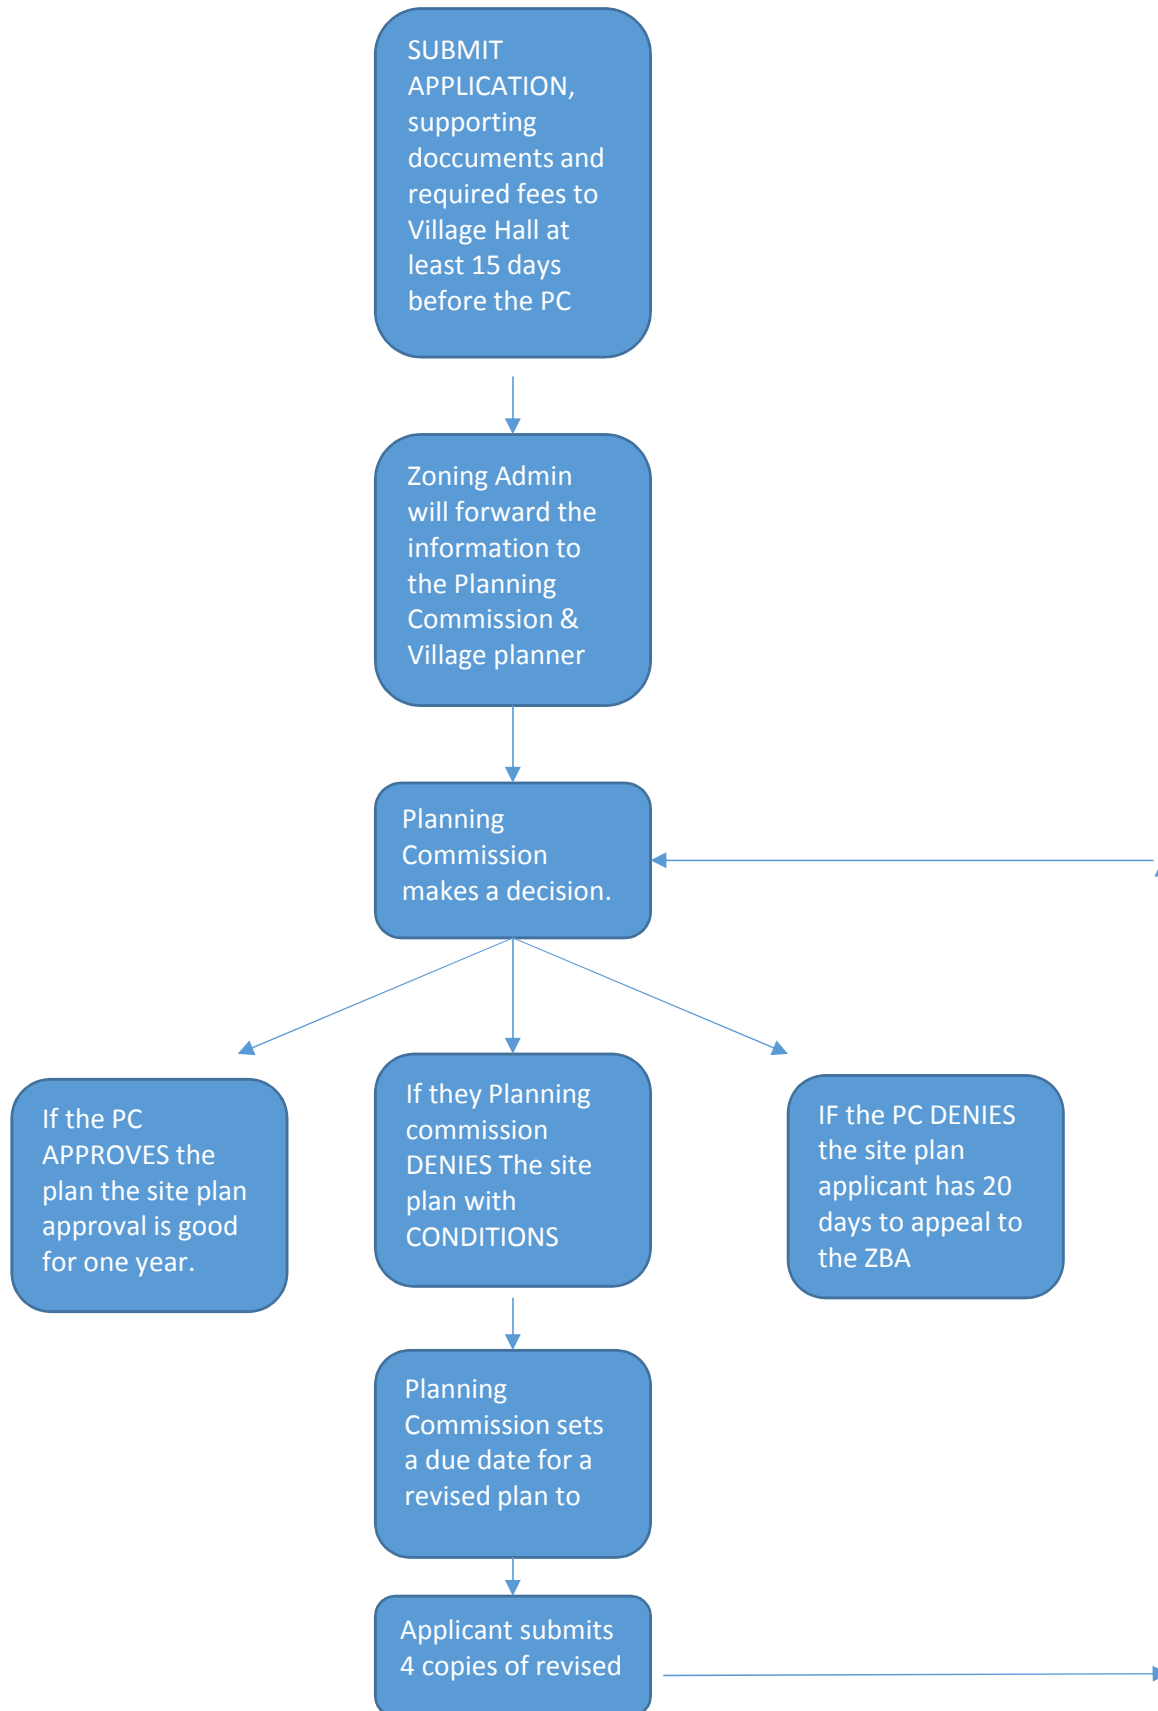 SUBMIT
APPLICATION,
supporting
doccuments and
required fees to
Village Hall at
least 15 days
before the PC
Zoning Admin
will forward the
information to
the Planning
Commission &
Village planner
Planning
Commission
makes a decision.
If the PC
APPROVES the
plan the site plan
approval is good
for one year.
If they Planning
commission
DENIES The site
plan with
CONDITIONS
IF the PC DENIES
the site plan
applicant has 20
days to appeal to
the ZBA
Planning
Commission sets
a due date for a
revised plan to
Applicant submits
4 copies of revised